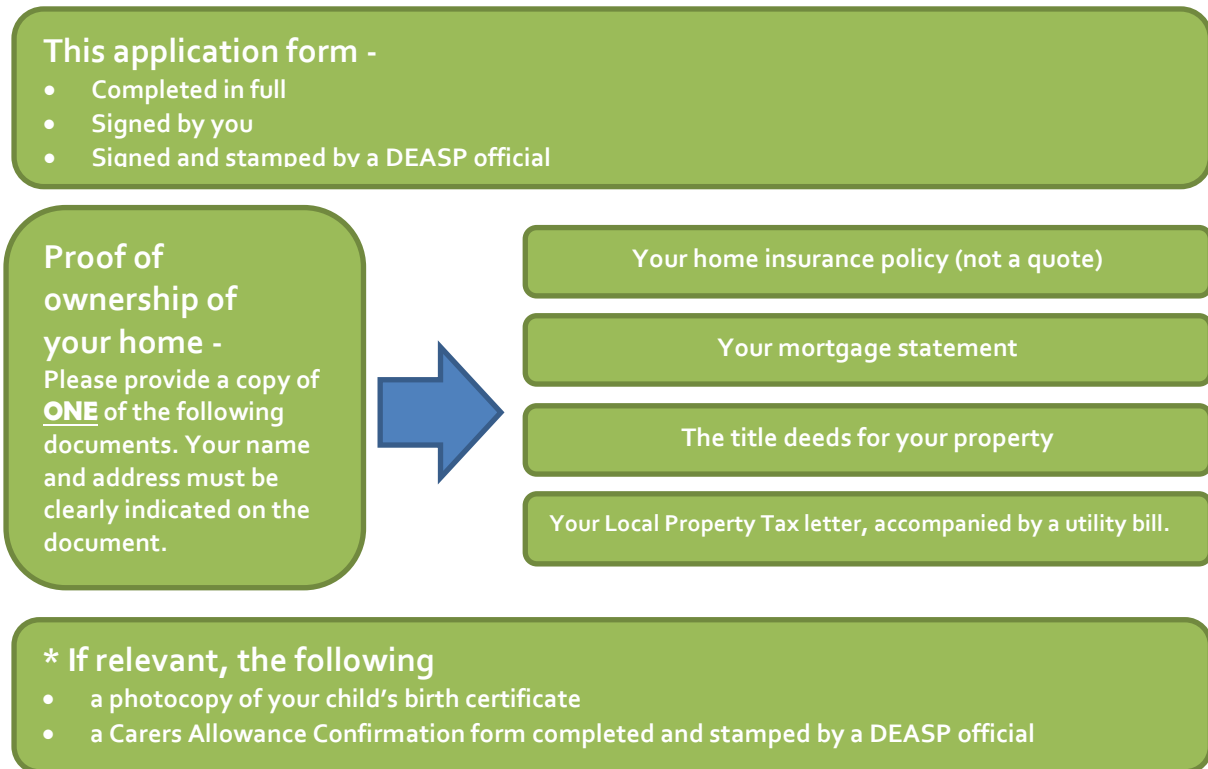 This application form -
• Completed in full
• Signed by you
• Signed and stamped by a DEASP official
Proof of
ownership of
your home -
Please provide a copy of
ONE of the following
documents. Your name
and address must be
clearly indicated on the
document.
Your home insurance policy (not a quote)
Your mortgage statement
The title deeds for your property
Your Local Property Tax letter, accompanied by a utility bill.
* If relevant, the following
• a photocopy of your child’s birth certificate
• a Carers Allowance Confirmation form completed and stamped by a DEASP official